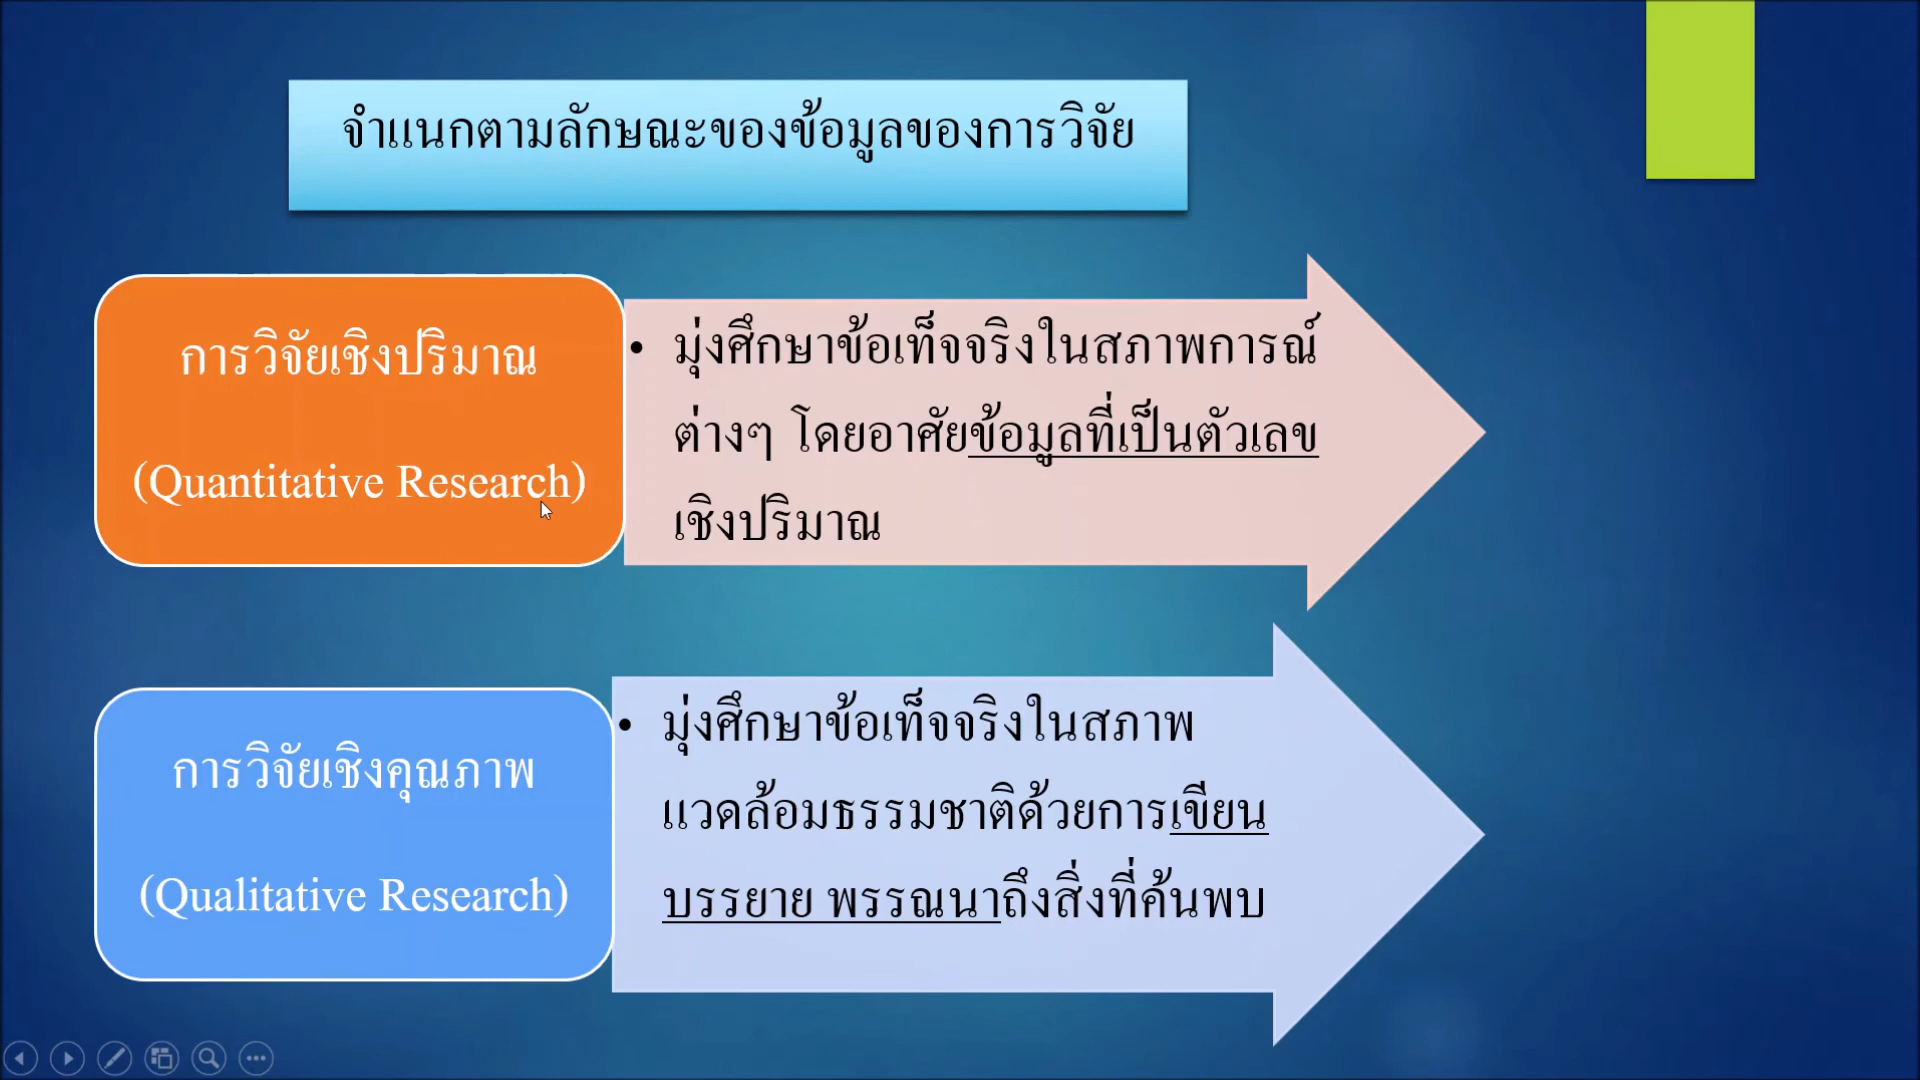 จำแนกตามลักษณะของข้อมูลของการวิจัย
การวิจัยเชิงปริมาณ
(Quantitative Research)
• มุ่งศึกษาข้อเท็จจริงในสภาพการณ์
ต่างๆ โดยอาศัยข้อมูลที่เป็นตัวเลข
เชิงปริมาณ
การวิจัยเชิงคุณภาพ
(Qualitative Research)
• มุ่งศึกษาข้อเท็จจริงในสภาพ
แวดล้อมธรรมชาติด้วยการเขียน
บรรยาย พรรณนาถึงสิ่งที่ค้นพบ